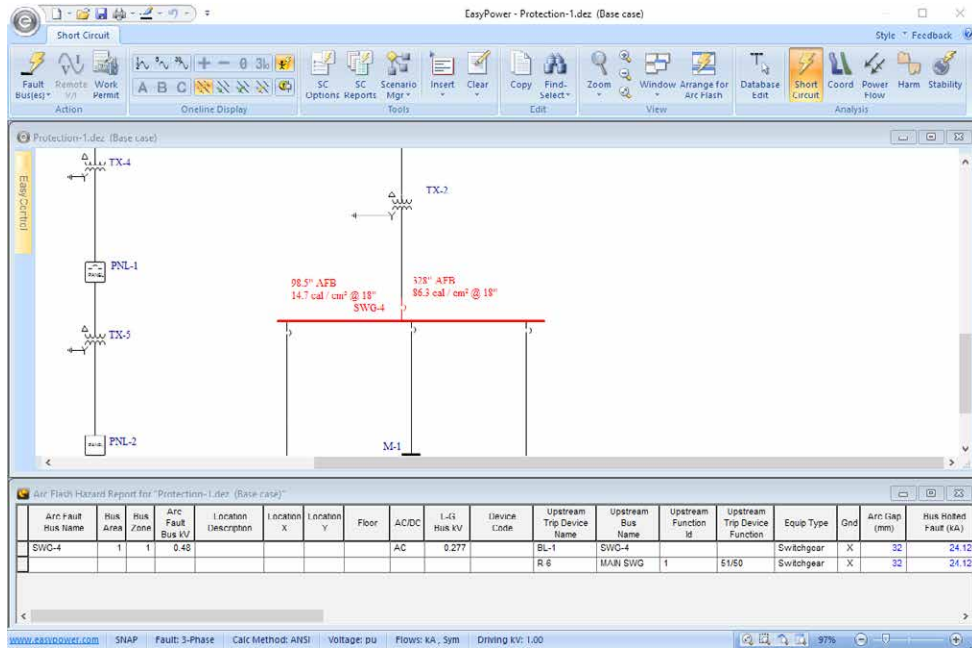 EasyPower - Protection-1.dez (Base case)
Short Circuit
Style Feedback
Fault Bus(es)
Remote V/I
Work Permit
Action
3I₀
A B C
Oneline Display
SC Options
SC Reports
Scenario Mgr
Tools
Insert
Clear
Copy
Find-Select
Edit
Zoom
Window
Arrange for Arc Flash
View
Database Edit
Short Circuit
Coord
Power Flow
Harm
Stability
Analysis
Protection-1.dez (Base case)
EasyControl
TX-4
TX-2
PNL-1
PANEL
98.5" AFB
14.7 cal / cm² @ 18"
SWG-4
328" AFB
86.3 cal / cm² @ 18"
TX-5
PNL-2
M-1
Arc Flash Hazard Report for "Protection-1.dez (Base case)"
Arc Fault Bus Name
Bus Area
Bus Zone
Arc Fault Bus kV
Location Description
Location X
Location Y
Floor
AC/DC
L-G Bus kV
Device Code
Upstream Trip Device Name
Upstream Bus Name
Upstream Function Id
Upstream Trip Device Function
Equip Type
Gnd
Arc Gap (mm)
Bus Bolted Fault (kA)
SWG-4 1 1 0.48 AC 0.277 BL-1 SWG-4 Switchgear X 32 24.12
R-6 MAIN SWG 1 51/50 Switchgear X 32 24.12
www.easypower.com SNAP Fault: 3-Phase Calc Method: ANSI Voltage: pu Flows: kA , Sym Driving kV: 1.00 97%